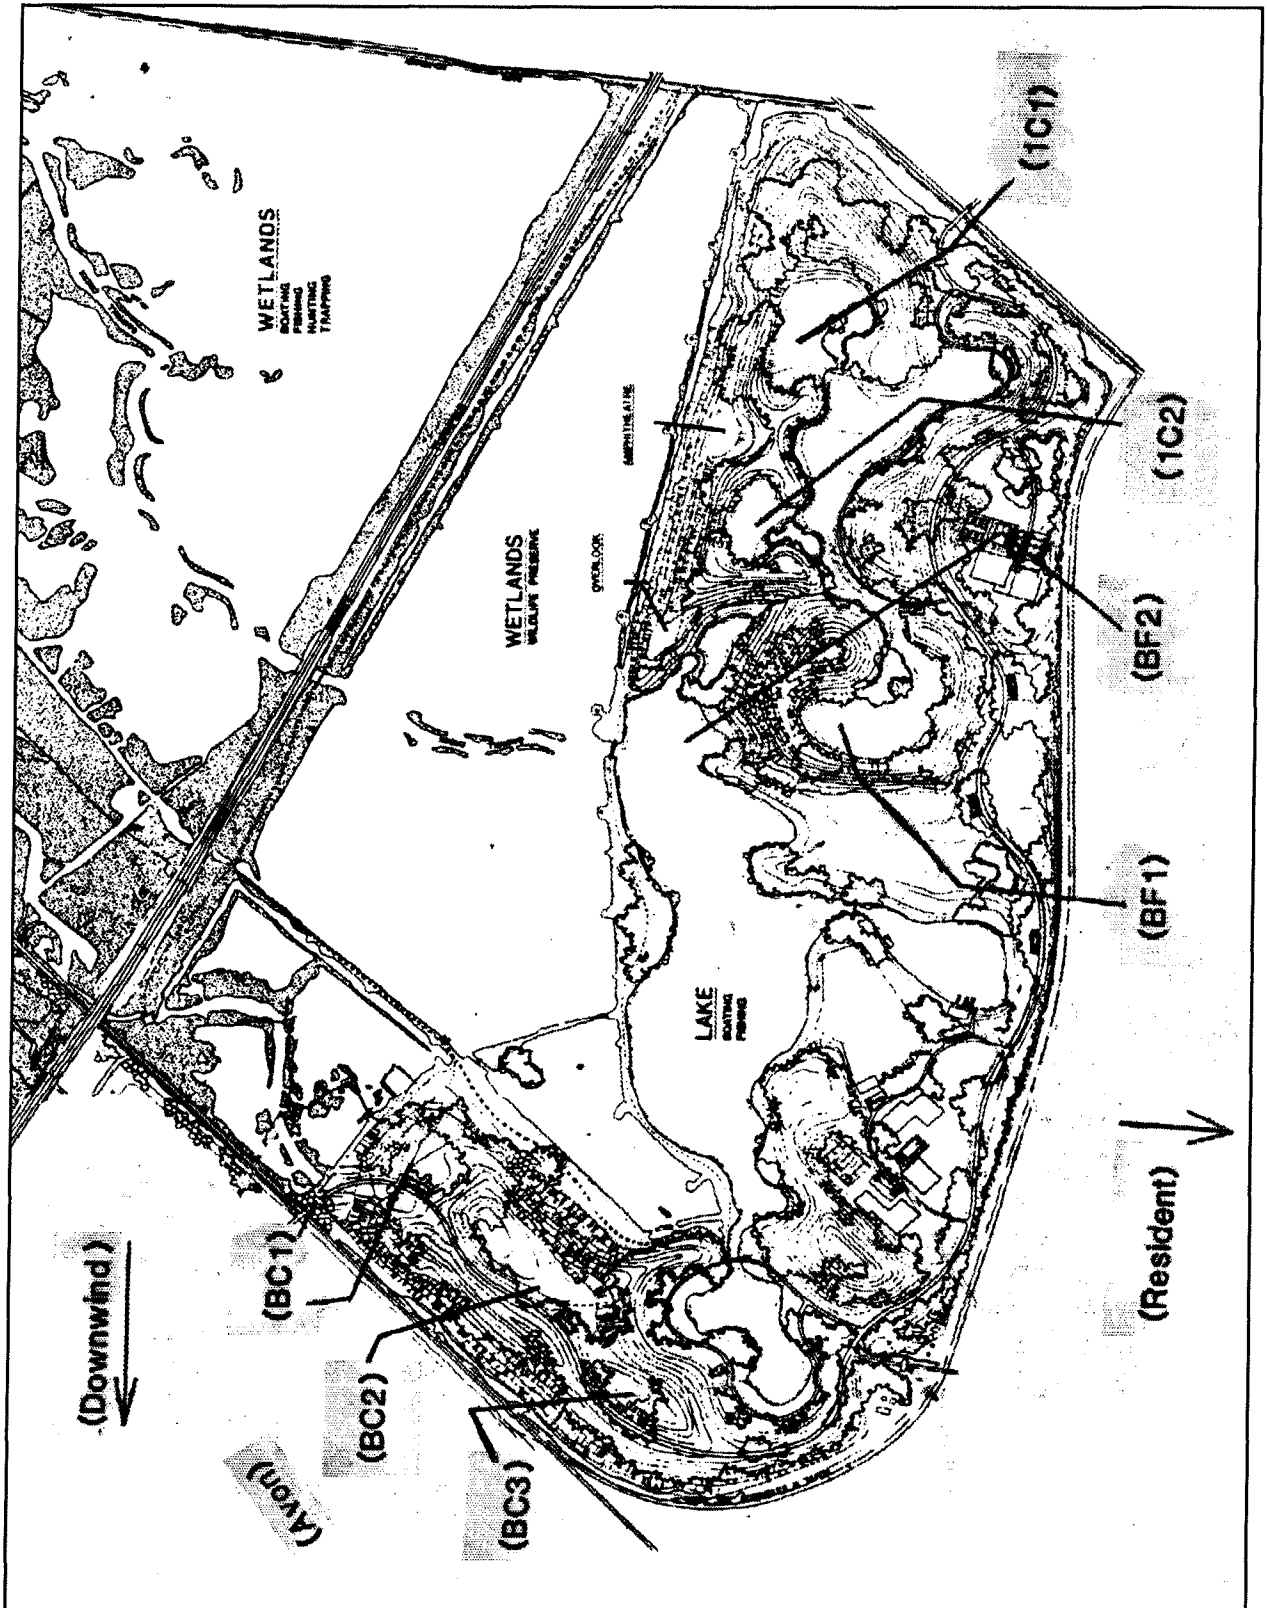 WETLANDS
BOATING
FISHING
HUNTING
TRAPPING
(1C1)
AMPHITHEATRE
(1C2)
WETLANDS
WILDLIFE PRESERVE
OVERLOOK
(BF2)
(BF1)
LAKE
BOATING
FISHING
(Resident)
(Downwind)
(BC1)
(BC2)
(Avon)
(BC3)